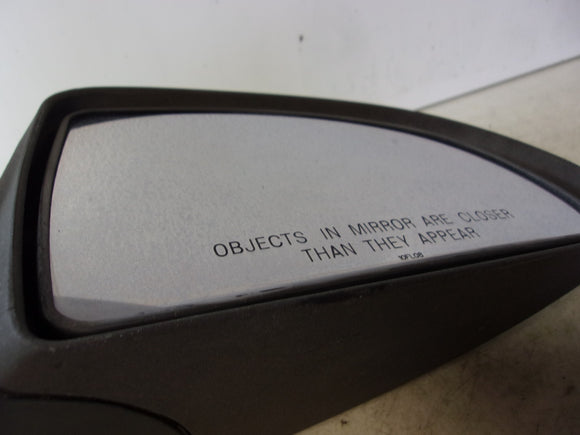 OBJECTS IN MIRROR ARE CLOSER
THAN THEY APPEAR